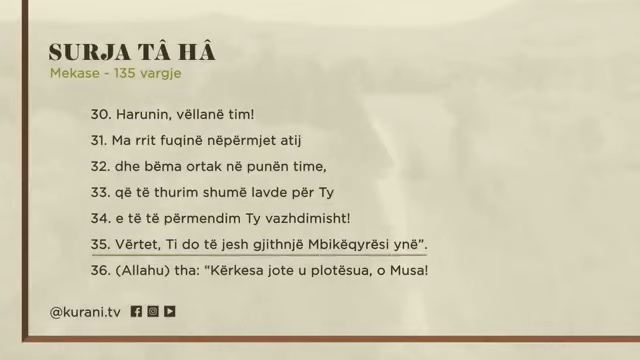 SURJA TÂ HÂ
Mekase - 135 vargje
30. Harunin, vëllanë tim!
31. Ma rrit fuqinë nëpërmjet atij
32. dhe bëma ortak në punën time,
33. që të thurim shumë lavde për Ty
34. e të të përmendim Ty vazhdimisht!
35. Vërtet, Ti do të jesh gjithnjë Mbikëqyrësi ynë”.
36. (Allahu) tha: “Kërkesa jote u plotësua, o Musa!
@kurani.tv